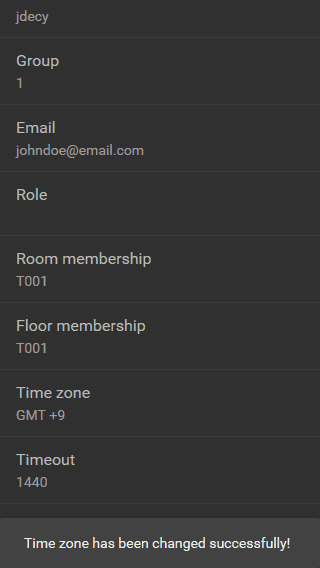 jdecy
Group
1
Email
johndoe@email.com
Role
Room membership
T001
Floor membership
T001
Time zone
GMT +9
Timeout
1440
Time zone has been changed successfully!